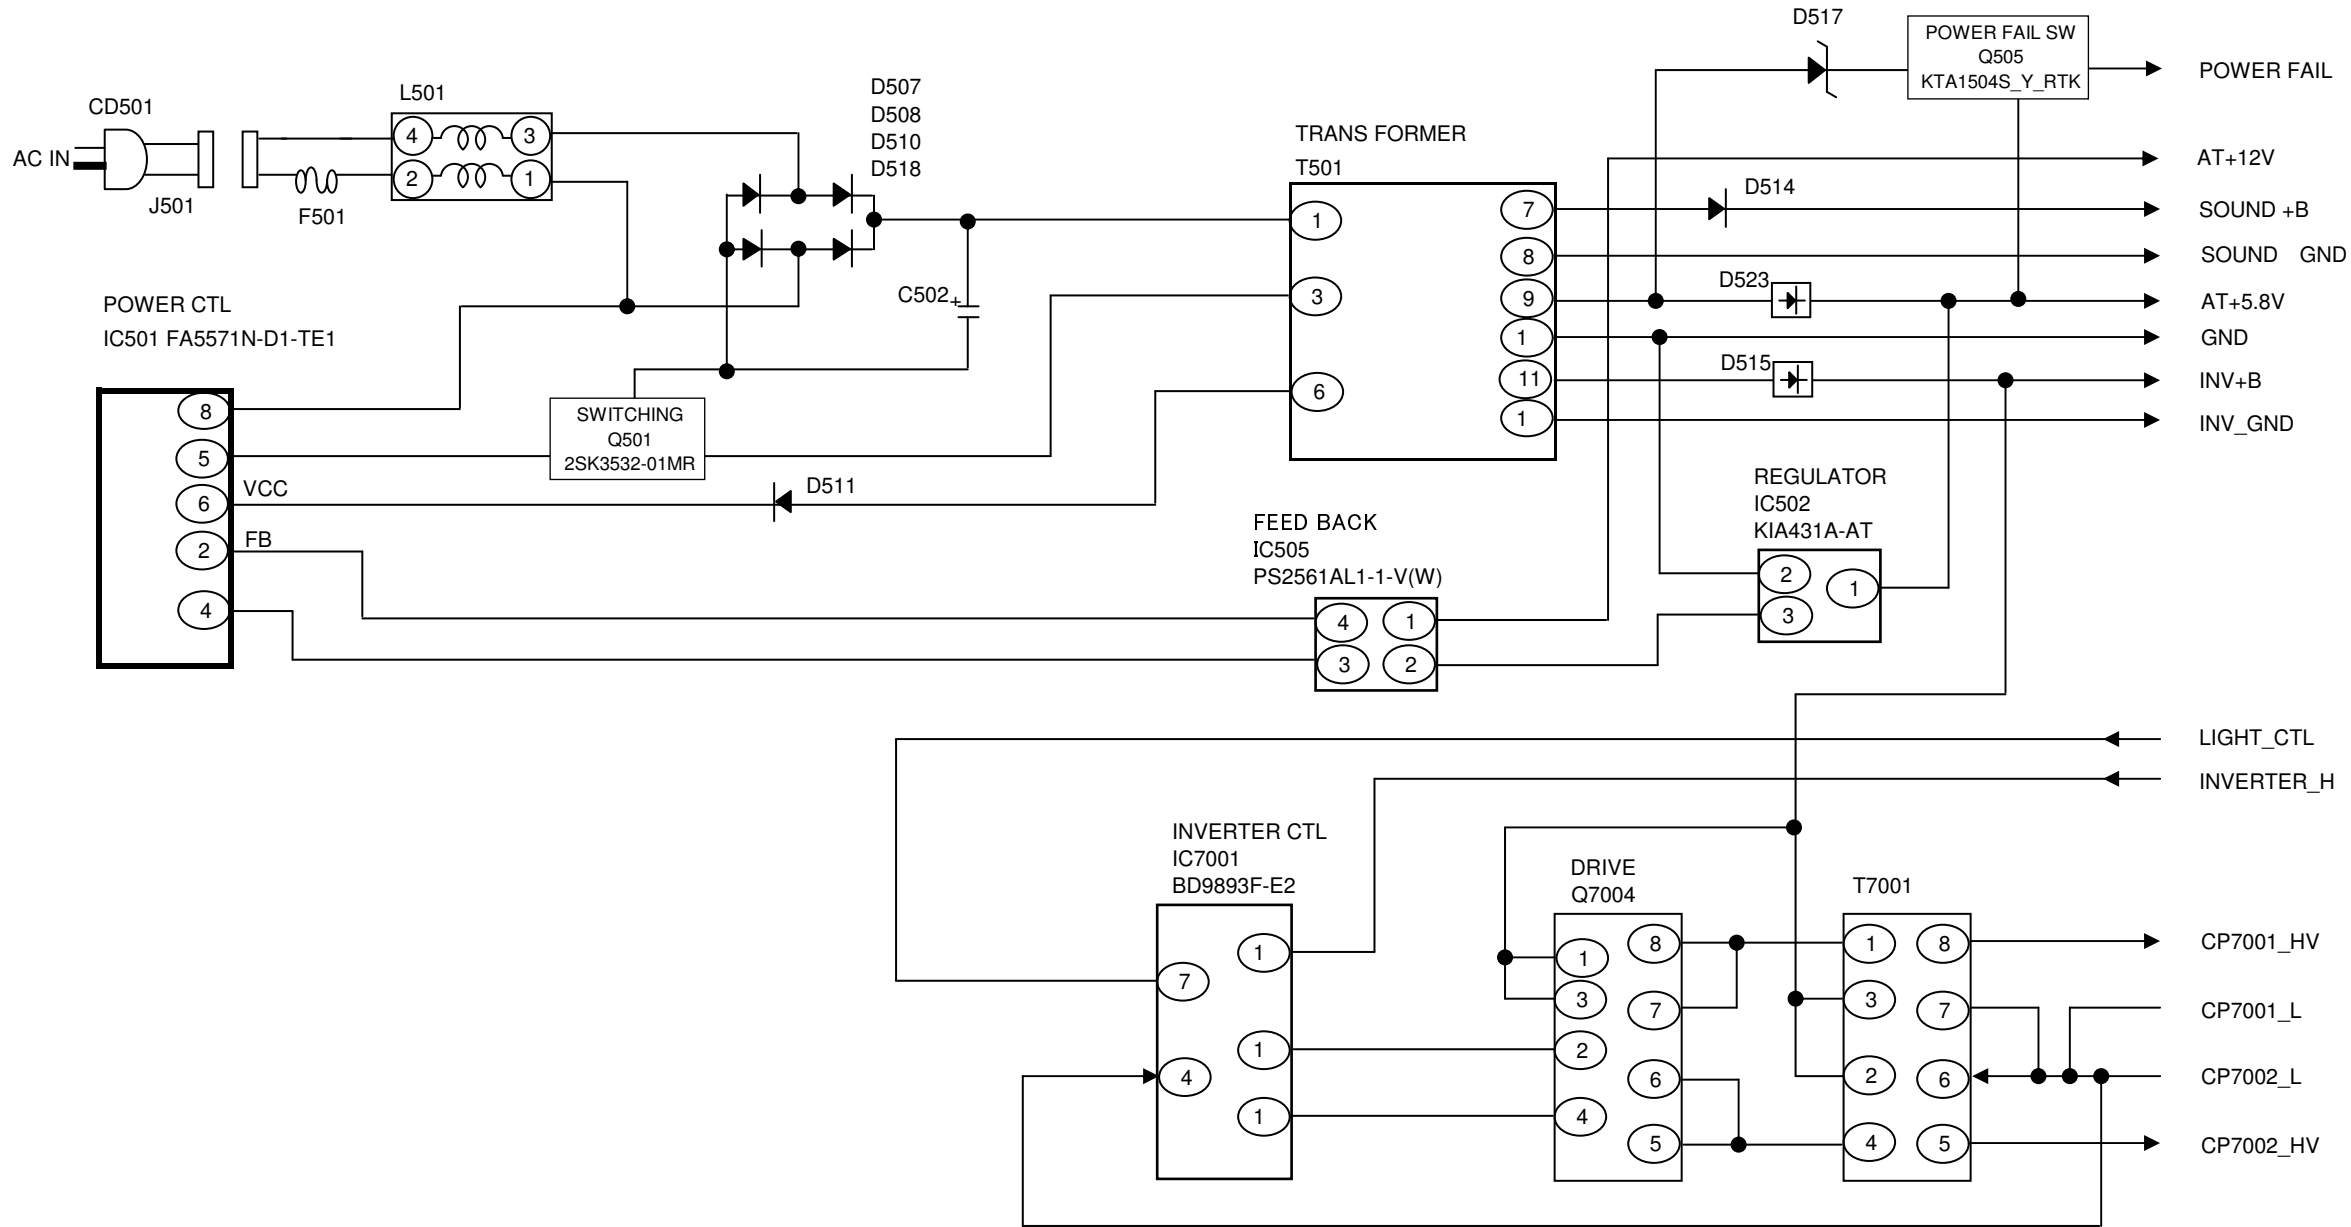 CD501
AC IN
J501
F501
L501
4
3
2
1
D507
D508
D510
D518
C502
+
POWER CTL
IC501 FA5571N-D1-TE1
8
5
6
2
4
VCC
FB
SWITCHING
Q501
2SK3532-01MR
D511
TRANS FORMER
T501
1
3
6
7
8
9
1
11
1
D517
POWER FAIL SW
Q505
KTA1504S_Y_RTK
D514
D523
D515
POWER FAIL
AT+12V
SOUND +B
SOUND GND
AT+5.8V
GND
INV+B
INV_GND
REGULATOR
IC502
KIA431A-AT
2
1
3
FEED BACK
IC505
PS2561AL1-1-V(W)
4
1
3
2
LIGHT_CTL
INVERTER_H
INVERTER CTL
IC7001
BD9893F-E2
1
7
1
4
1
DRIVE
Q7004
8
1
3
7
2
6
4
5
T7001
1
8
3
7
2
6
4
5
CP7001_HV
CP7001_L
CP7002_L
CP7002_HV